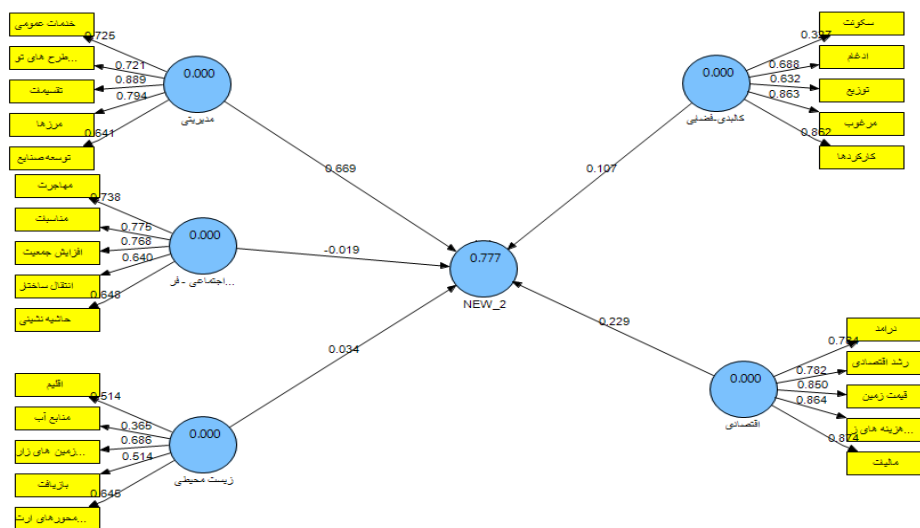 خدمات عمومی
0.725
...طرح های تو
0.721
تقسیمات
0.889
مرزها
0.794
توسعه صنایع
0.641
0.000
مدیریتی
مهاجرت
0.738
مناسبات
0.775
افزایش جمعیت
0.768
0.640
حاشیه نشینی
0.648
0.000
...اجتماعی - فر
اقلیم
0.514
منابع آب
0.365
...زمین های زار
0.686
بازیافت
0.514
...محورهای ارت
0.645
0.000
زیست محیطی
0.669
-0.019
0.034
0.777
NEW_2
0.107
0.229
0.000
کالبدی-فضایی
سکونت
ادغام
0.688
توزیع
0.632
مرغوب
0.863
کارکردها
0.862
0.000
اقتصادی
درامد
رشد اقتصادی
0.782
قیمت زمین
0.850
...هزینه های ز
0.864
مالیات
0.874